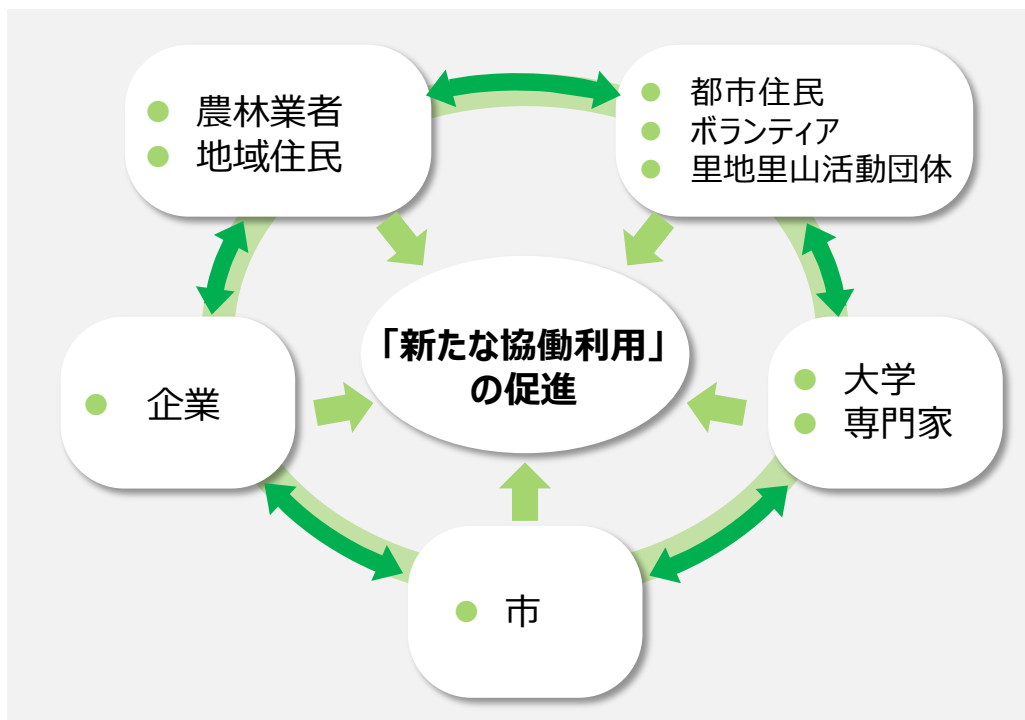 農林業者
地域住民
都市住民
ボランティア
里地里山活動団体
「新たな協働利用」
の促進
企業
大学
専門家
市